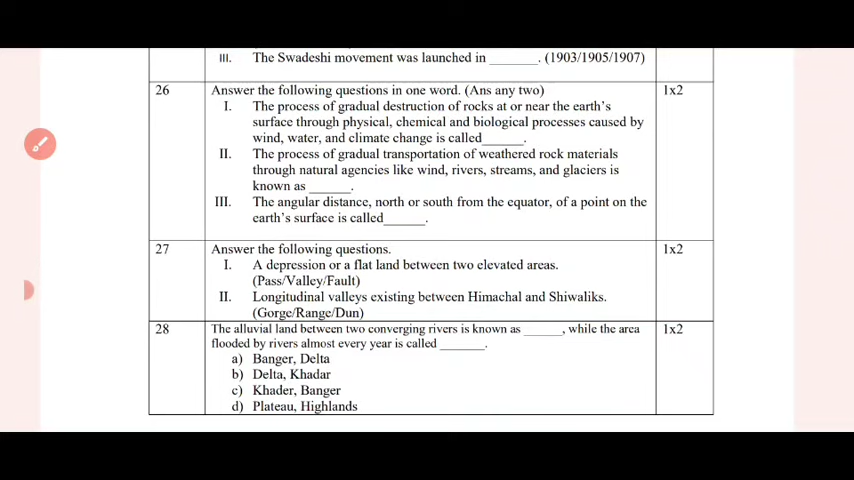 III. The Swadeshi movement was launched in _______. (1903/1905/1907)
26 Answer the following questions in one word. (Ans any two) 1x2
I. The process of gradual destruction of rocks at or near the earth's
surface through physical, chemical and biological processes caused by
wind, water, and climate change is called______.
II. The process of gradual transportation of weathered rock materials
through natural agencies like wind, rivers, streams, and glaciers is
known as ______.
III. The angular distance, north or south from the equator, of a point on the
earth's surface is called______.
27 Answer the following questions. 1x2
I. A depression or a flat land between two elevated areas.
(Pass/Valley/Fault)
II. Longitudinal valleys existing between Himachal and Shiwaliks.
(Gorge/Range/Dun)
28 The alluvial land between two converging rivers is known as ______, while the area 1x2
flooded by rivers almost every year is called _______.
a) Banger, Delta
b) Delta, Khadar
c) Khader, Banger
d) Plateau, Highlands